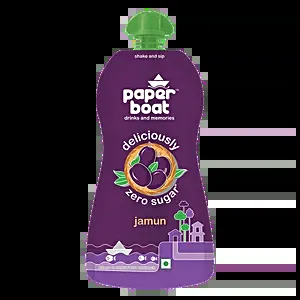 shake and sip
paper
boat
drinks and memories
deliciously
zero sugar
jamun